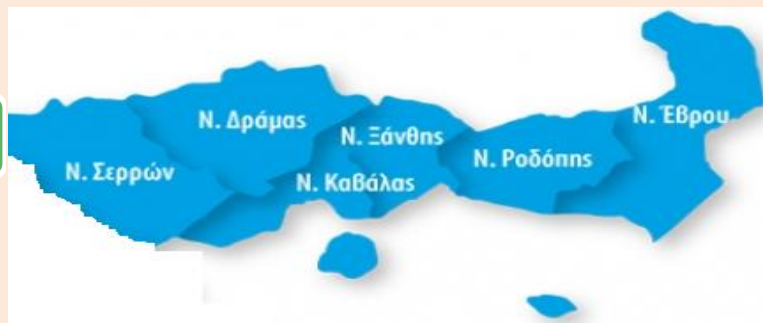 Ν. Έβρου
Ν. Δράμας
Ν. Ξάνθης
Ν. Ροδόπης
Ν. Σερρών
Ν. Καβάλας